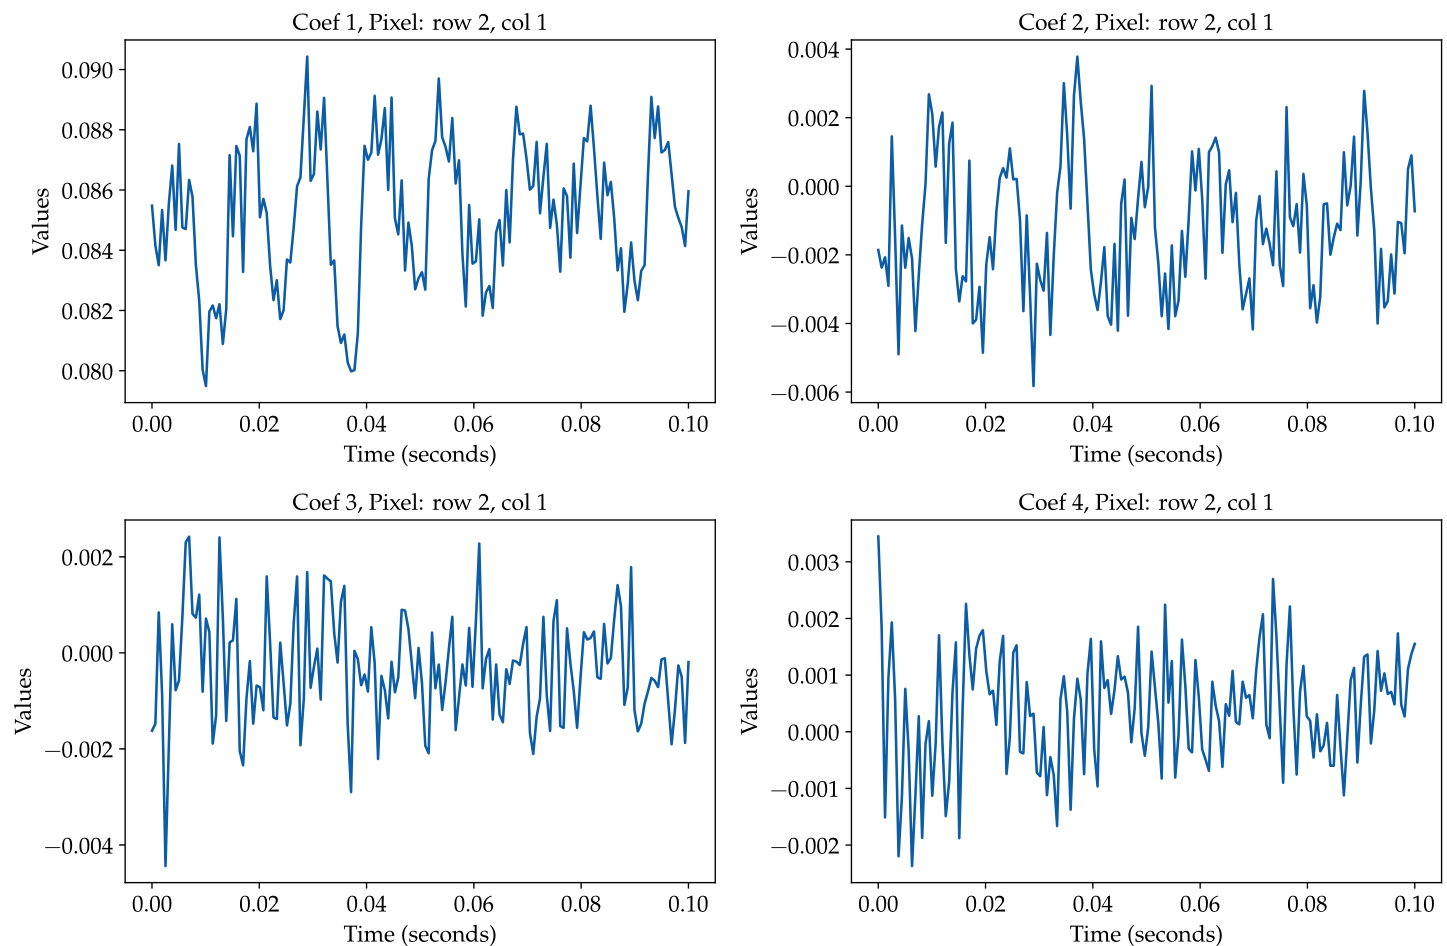 Coef 1, Pixel: row 2, col 1
Values
0.090
0.088
0.086
0.084
0.082
0.080
0.00 0.02 0.04 0.06 0.08 0.10
Time (seconds)
Coef 2, Pixel: row 2, col 1
Values
0.004
0.002
0.000
−0.002
−0.004
−0.006
0.00 0.02 0.04 0.06 0.08 0.10
Time (seconds)
Coef 3, Pixel: row 2, col 1
Values
0.002
0.000
−0.002
−0.004
0.00 0.02 0.04 0.06 0.08 0.10
Time (seconds)
Coef 4, Pixel: row 2, col 1
Values
0.003
0.002
0.001
0.000
−0.001
−0.002
0.00 0.02 0.04 0.06 0.08 0.10
Time (seconds)